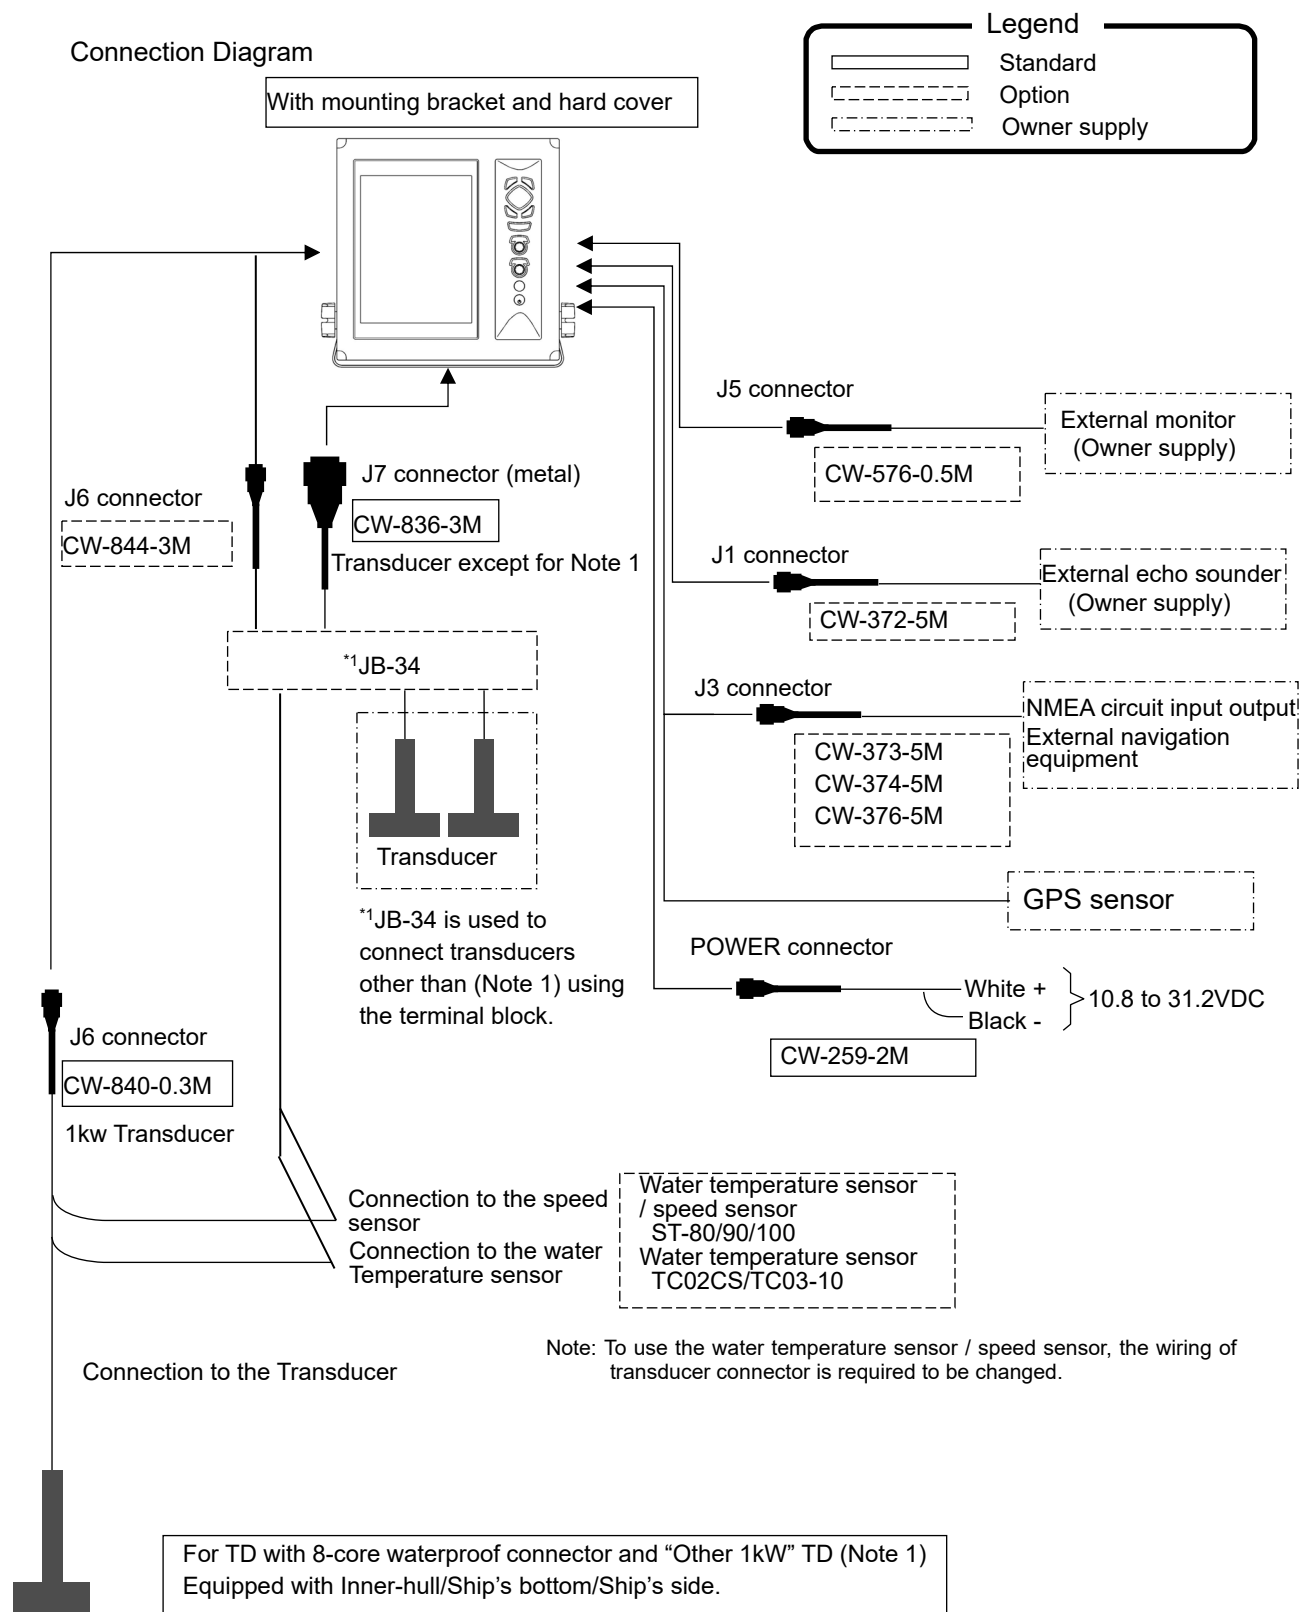 Connection Diagram
Legend
Standard
Option
Owner supply
With mounting bracket and hard cover
J5 connector
External monitor
(Owner supply)
CW-576-0.5M
J6 connector
CW-844-3M
J7 connector (metal)
CW-836-3M
Transducer except for Note 1
J1 connector
External echo sounder
(Owner supply)
CW-372-5M
*1JB-34
J3 connector
NMEA circuit input output
External navigation
equipment
CW-373-5M
CW-374-5M
CW-376-5M
Transducer
GPS sensor
*1JB-34 is used to
connect transducers
other than (Note 1) using
the terminal block.
POWER connector
White +
Black -
10.8 to 31.2VDC
CW-259-2M
J6 connector
CW-840-0.3M
1kw Transducer
Connection to the speed
sensor
Connection to the water
Temperature sensor
Water temperature sensor
/ speed sensor
ST-80/90/100
Water temperature sensor
TC02CS/TC03-10
Note: To use the water temperature sensor / speed sensor, the wiring of
transducer connector is required to be changed.
Connection to the Transducer
For TD with 8-core waterproof connector and “Other 1kW” TD (Note 1)
Equipped with Inner-hull/Ship’s bottom/Ship’s side.